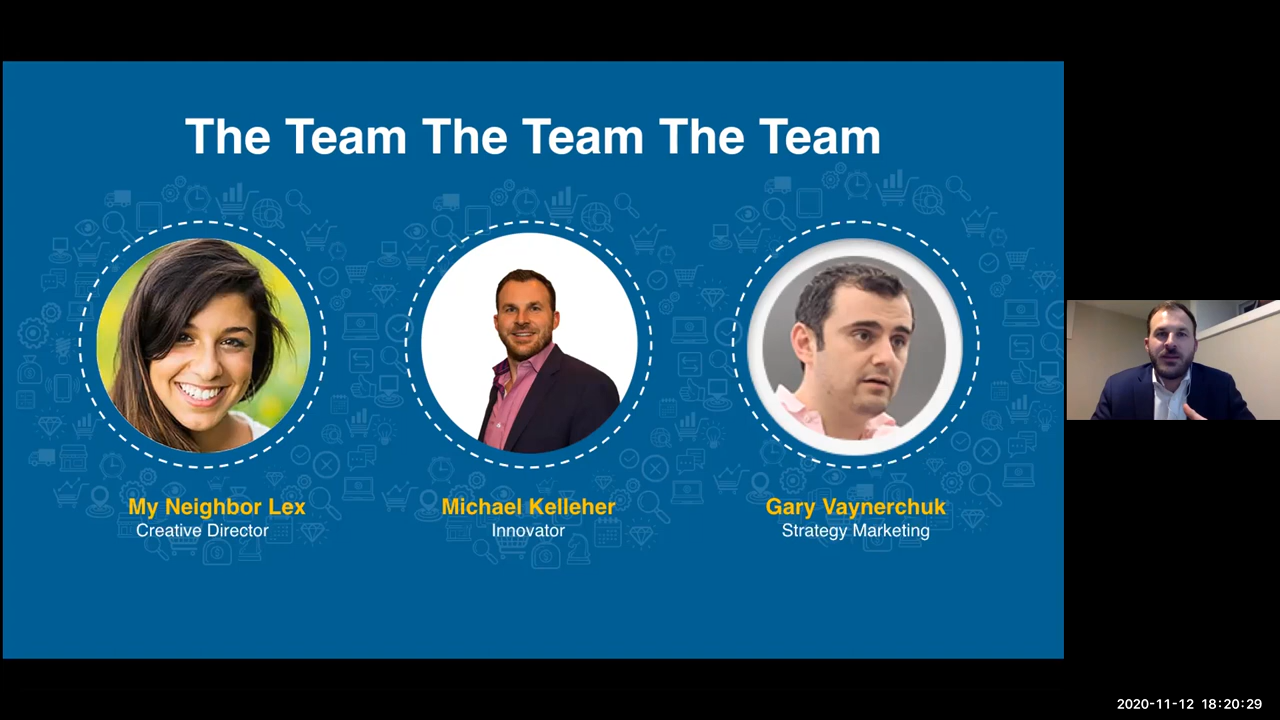 The Team The Team The Team
My Neighbor Lex
Creative Director
Michael Kelleher
Innovator
Gary Vaynerchuk
Strategy Marketing
2020-11-12 18:20:29